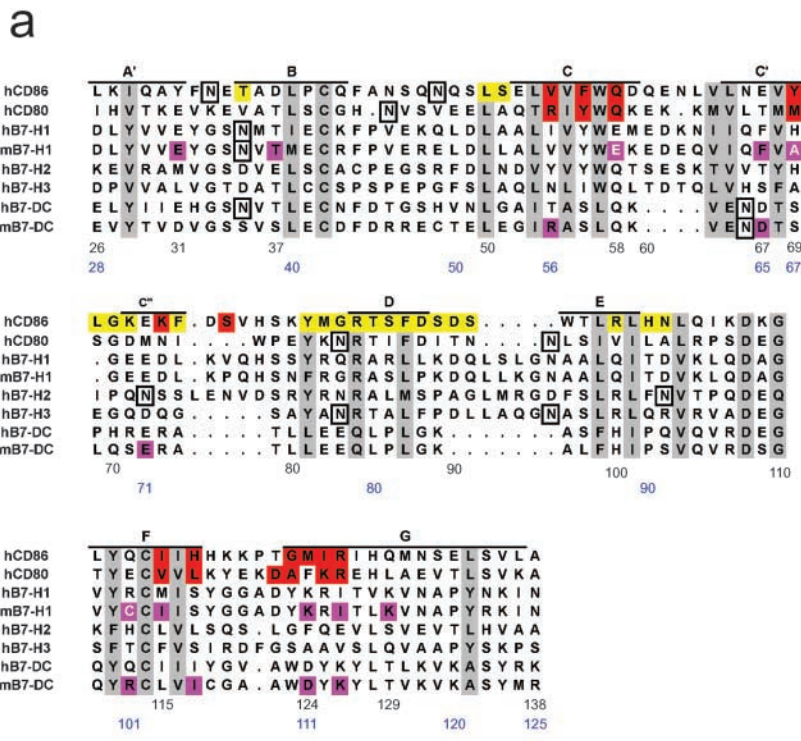 a
A' B C C'
hCD86 L K I Q A Y F N E T A D L P C Q F A N S Q N Q S L S E L V V F W Q D Q E N L V L N E V Y
hCD80 I H V T K E V K E V A T L S C G H . N V S V E E L A Q T R I Y W Q K E K . K M V L T M M
hB7-H1 D L Y V V E Y G S N M T I E C K F P V E K Q L D L A A L I V Y W E M E D K N I I Q F V H
mB7-H1 D L Y V V E Y G S N V T M E C R F P V E R E L D L L A L V V Y W E K E D E Q V I Q F V A
hB7-H2 K E V R A M V G S D V E L S C A C P E G S R F D L N D V Y V Y W Q T S E S K T V V T Y H
hB7-H3 D P V V A L V G T D A T L C C S P S P E P G F S L A Q L N L I W Q L T D T Q L V H S F A
hB7-DC E L Y I I E H G S N V T L E C N F D T G S H V N L G A I T A S L Q K . . . . V E N D T S
mB7-DC E V Y T V D V G S S V S L E C D F D R R E C T E L E G I R A S L Q K . . . . V E N D T S
26 31 37 50 58 60 67 69
28 40 50 56 65 67
C" D E
hCD86 L G K E K F . D S V H S K Y M G R T S F D S D S . . . . . W T L R L H N L Q I K D K G
hCD80 S G D M N I . . . . W P E Y K N R T I F D I T N . . . . N L S I V I L A L R P S D E G
hB7-H1 . G E E D L . K V Q H S S Y R Q R A R L L K D Q L S L G N A A L Q I T D V K L Q D A G
mB7-H1 . G E E D L . K P Q H S N F R G R A S L P K D Q L L K G N A A L Q I T D V K L Q D A G
hB7-H2 I P Q N S S L E N V D S R Y R N R A L M S P A G L M R G D F S L R L F N V T P Q D E Q
hB7-H3 E G Q D Q G . . . . . S A Y A N R T A L F P D L L A Q G N A S L R L Q R V R V A D E G
hB7-DC P H R E R A . . . . . T L L E E Q L P L G K . . . . . . . A S F H I P Q V Q V R D E G
mB7-DC L Q S E R A . . . . . T L L E E Q L P L G K . . . . . . . A L F H I P S V Q V R D S G
70 80 90 100 110
71 80 90
F G
hCD86 L Y Q C I I H H K K P T G M I R I H Q M N S E L S V L A
hCD80 T Y E C V V L K Y E K D A F K R E H L A E V T L S V K A
hB7-H1 V Y R C M I S Y G G A D Y K R I T V K V N A P Y N K I N
mB7-H1 V Y C C I I S Y G G A D Y K R I T L K V N A P Y R K I N
hB7-H2 K F H C L V L S Q S . L G F Q E V L S V E V T L H V A A
hB7-H3 S F T C F V S I R D F G S A A V S L Q V A A P Y S K P S
hB7-DC Q Y Q C I I I Y G V . A W D Y K Y L T L K V K A S Y R K
mB7-DC Q Y R C L V I C G A . A W D Y K Y L T V K V K A S Y M R
115 124 129 138
101 111 120 125